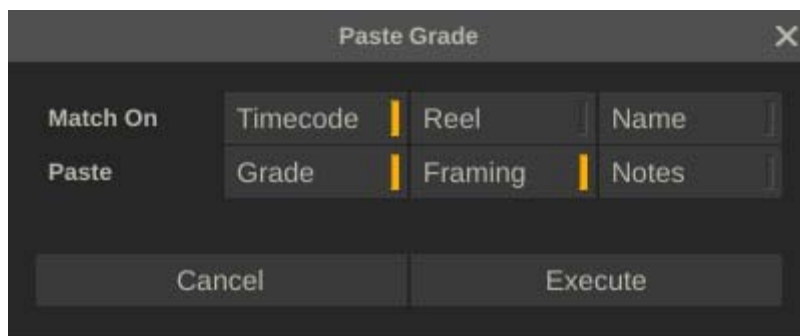 Paste Grade
Match On Timecode Reel Name
Paste Grade Framing Notes
Cancel Execute